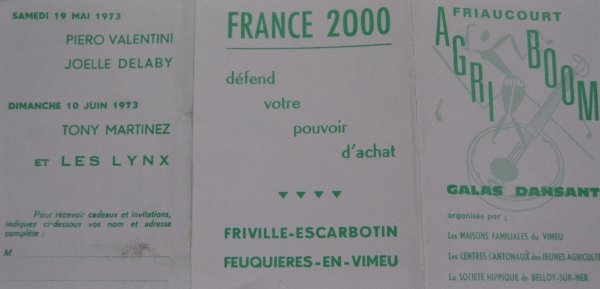 SAMEDI 19 MAI 1973
PIERO VALENTINI
JOELLE DELABY
DIMANCHE 10 JUIN 1973
TONY MARTINEZ
ET LES LYNX
Pour recevoir cadeaux et invitations,
indiquez ci-dessous vos nom et adresse
complète :
M
FRANCE 2000
défend
votre
pouvoir
d'achat
FRIVILLE-ESCARBOTIN
FEUQUIERES-EN-VIMEU
FRIAUCOURT
AGRI BOOM
GALAS DANSANT
organisés par :
Les MAISONS FAMILIALES DU VIMEU
Les CENTRES CANTONAUX des JEUNES AGRICULTE
La SOCIETE HIPPIQUE DE BELLOY-SUR-MER